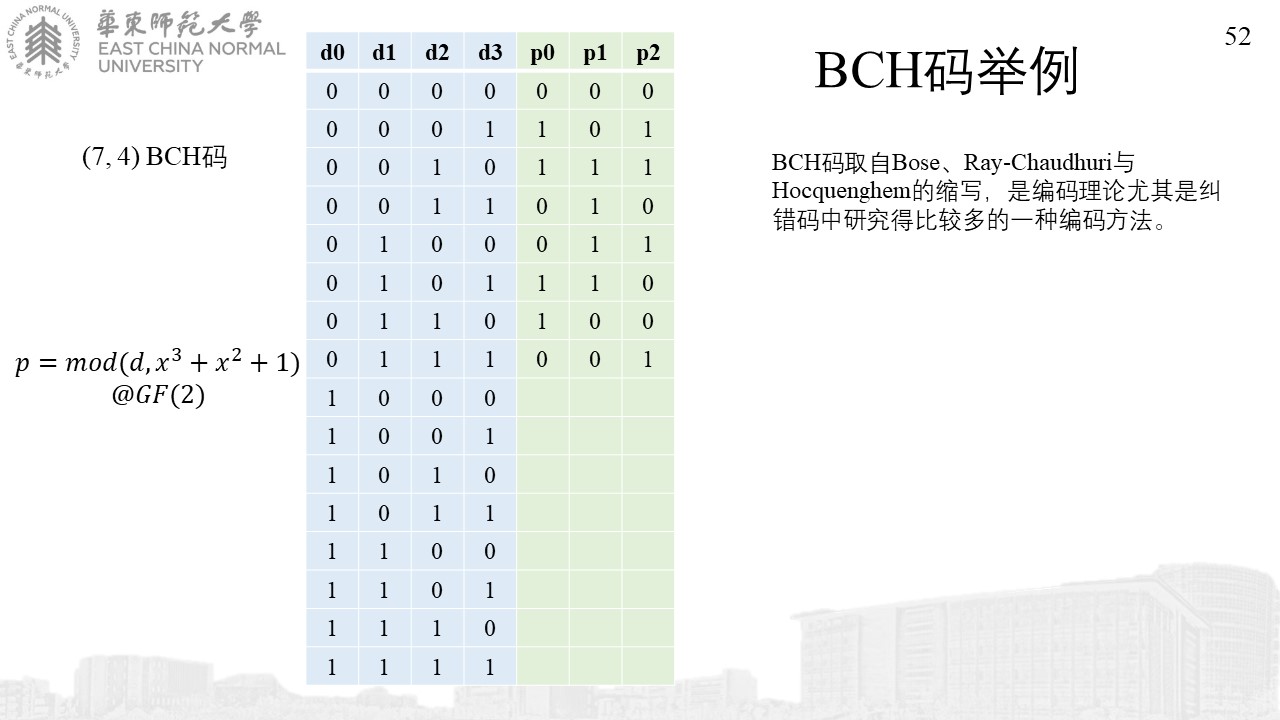 華東師範大學
EAST CHINA NORMAL
UNIVERSITY
EAST CHINA NORMAL UNIVERSITY
華東師範大學
52
BCH码举例
(7, 4) BCH码
p = mod(d, x³ + x² + 1)
@GF(2)
d0 d1 d2 d3 p0 p1 p2
0 0 0 0 0 0 0
0 0 0 1 1 0 1
0 0 1 0 1 1 1
0 0 1 1 0 1 0
0 1 0 0 0 1 1
0 1 0 1 1 1 0
0 1 1 0 1 0 0
0 1 1 1 0 0 1
1 0 0 0
1 0 0 1
1 0 1 0
1 0 1 1
1 1 0 0
1 1 0 1
1 1 1 0
1 1 1 1
BCH码取自Bose、Ray-Chaudhuri与
Hocquenghem的缩写，是编码理论尤其是纠
错码中研究得比较多的一种编码方法。